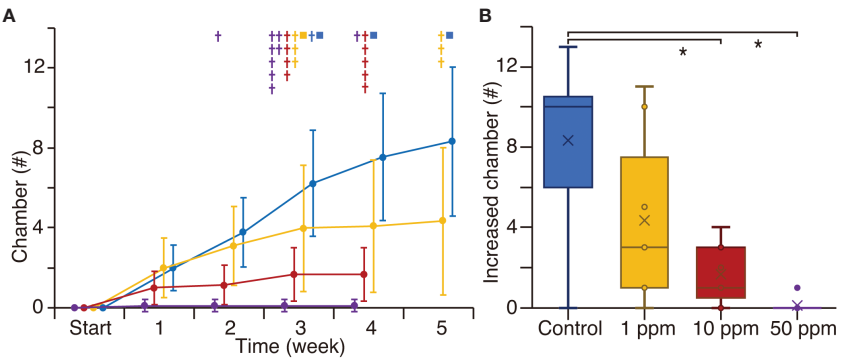 A
Chamber (#)
12
8
4
0
† † † † † †
† † † † †
† † † † †
† † †
† †
Start 1 2 3 4 5
Time (week)
B
Increased chamber (#)
12
8
4
0
* *
Control 1 ppm 10 ppm 50 ppm